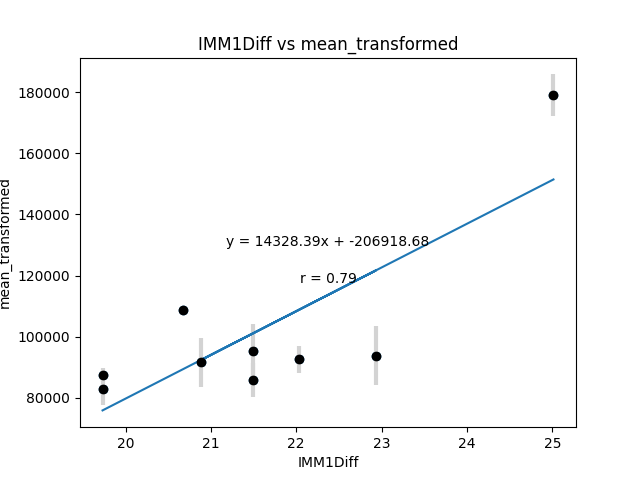 IMM1Diff vs mean_transformed
mean_transformed
180000
160000
140000
120000
100000
80000
y = 14328.39x + -206918.68
r = 0.79
20
21
22
23
24
25
IMM1Diff